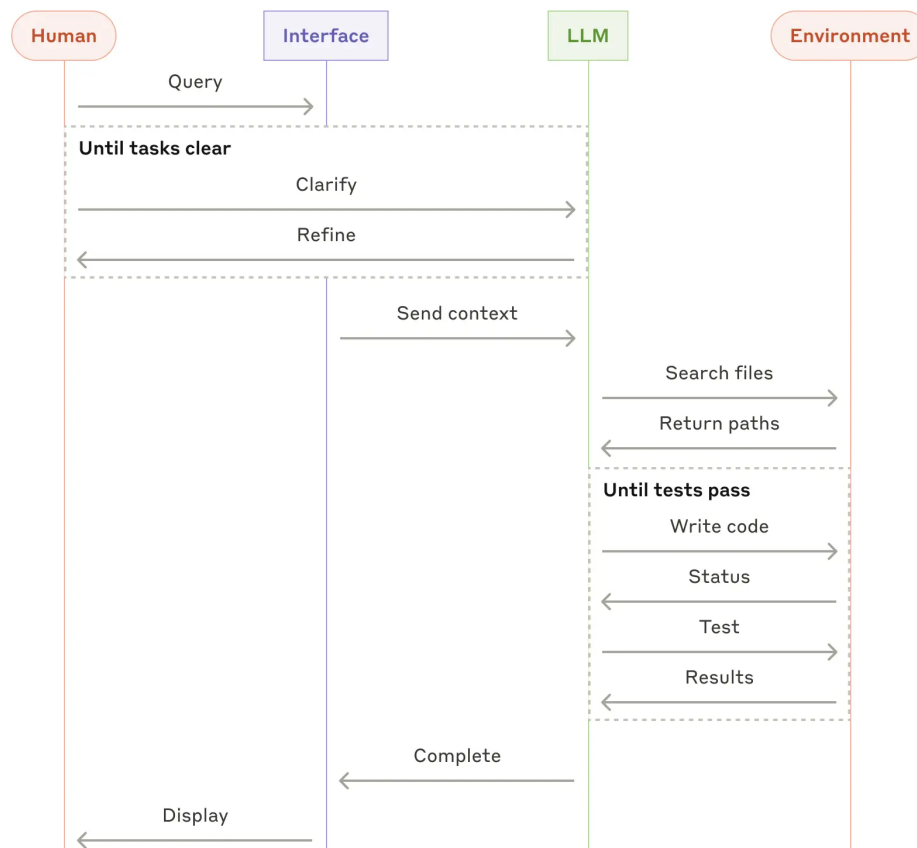 Human
Interface
LLM
Environment
Query
Until tasks clear
Clarify
Refine
Send context
Search files
Return paths
Until tests pass
Write code
Status
Test
Results
Complete
Display